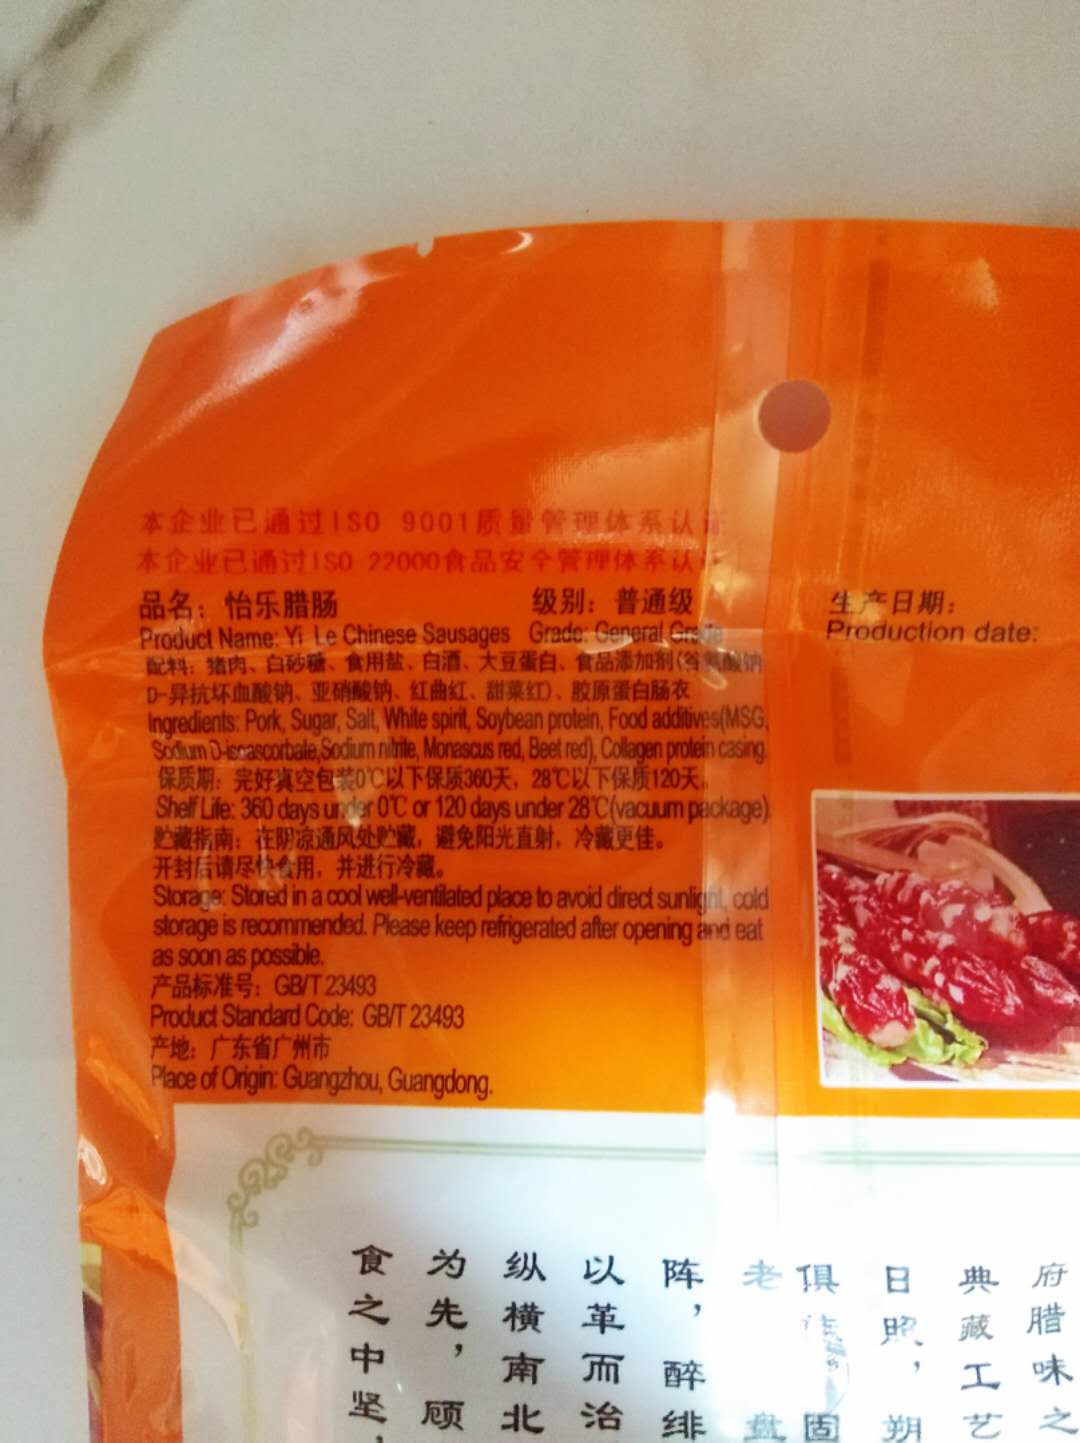 本企业已通过ISO 9001质量管理体系认证
本企业已通过ISO 22000食品安全管理体系认证
品名：怡乐腊肠 级别：普通级 生产日期：
Product Name: Yi Le Chinese Sausages Grade: General Grade Production date:
配料：猪肉、白砂糖、食用盐、白酒、大豆蛋白、食品添加剂(谷氨酸钠
D-异抗坏血酸钠、亚硝酸钠、红曲红、甜菜红)、胶原蛋白肠衣
Ingredients: Pork, Sugar, Salt, White spirit, Soybean protein, Food additives(MSG,
Sodium D-isoascorbate,Sodium nitrite, Monascus red, Beet red), Collagen protein casing.
保质期：完好真空包装0℃以下保质360天，28℃以下保质120天。
Shelf Life: 360 days under 0℃ or 120 days under 28℃(vacuum package)
贮藏指南：在阴凉通风处贮藏，避免阳光直射，冷藏更佳。
开封后请尽快食用，并进行冷藏。
Storage: Stored in a cool well-ventilated place to avoid direct sunlight, cold
storage is recommended. Please keep refrigerated after opening and eat
as soon as possible.
产品标准号：GB/T 23493
Product Standard Code: GB/T 23493
产地：广东省广州市
Place of Origin: Guangzhou, Guangdong.
府腊味之
典藏工艺
日照，朔
俱 固
老 盘
阵，醉绯
以革而治
纵横南北
为先，顾
食之中坚，